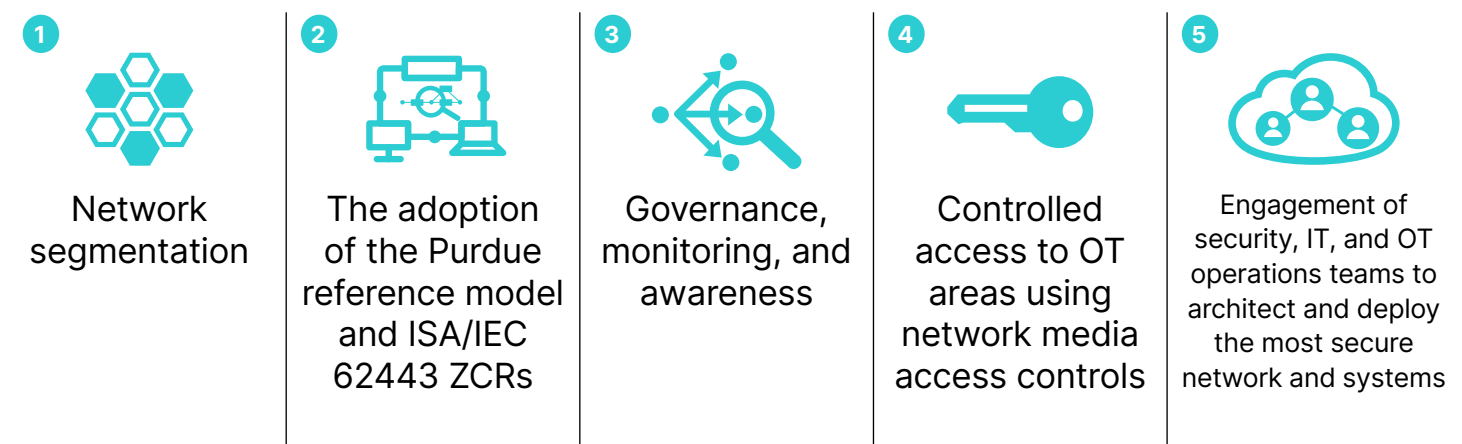 1
Network
segmentation
2
The adoption
of the Purdue
reference model
and ISA/IEC
62443 ZCRs
3
Governance,
monitoring, and
awareness
4
Controlled
access to OT
areas using
network media
access controls
5
Engagement of
security, IT, and OT
operations teams to
architect and deploy
the most secure
network and systems